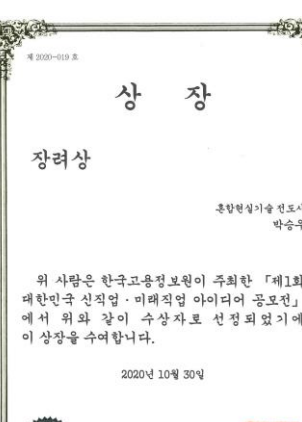 제 2020-019 호
상 장
장려상
혼합현실기술 전도사
박승우
위 사람은 한국고용정보원이 주최한 「제1회
대한민국 신직업·미래직업 아이디어 공모전」
에서 위와 같이 수상자로 선정되었기에
이 상장을 수여합니다.
2020년 10월 30일